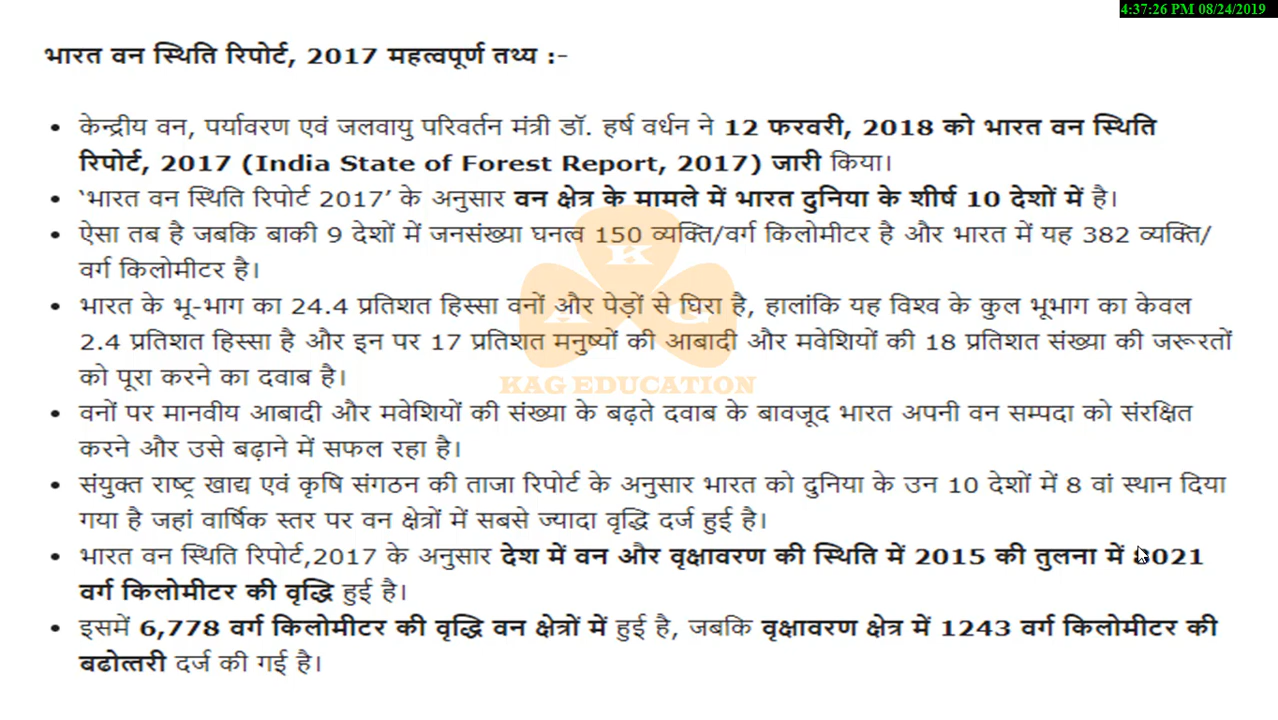 4:37:26 PM 08/24/2019
भारत वन स्थिति रिपोर्ट, 2017 महत्वपूर्ण तथ्य :-
• केन्द्रीय वन, पर्यावरण एवं जलवायु परिवर्तन मंत्री डॉ. हर्ष वर्धन ने 12 फरवरी, 2018 को भारत वन स्थिति
रिपोर्ट, 2017 (India State of Forest Report, 2017) जारी किया।
• ‘भारत वन स्थिति रिपोर्ट 2017’ के अनुसार वन क्षेत्र के मामले में भारत दुनिया के शीर्ष 10 देशों में है।
• ऐसा तब है जबकि बाकी 9 देशों में जनसंख्या घनत्व 150 व्यक्ति/वर्ग किलोमीटर है और भारत में यह 382 व्यक्ति/
वर्ग किलोमीटर है।
• भारत के भू-भाग का 24.4 प्रतिशत हिस्सा वनों और पेड़ों से घिरा है, हालांकि यह विश्व के कुल भूभाग का केवल
2.4 प्रतिशत हिस्सा है और इन पर 17 प्रतिशत मनुष्यों की आबादी और मवेशियों की 18 प्रतिशत संख्या की जरूरतों
को पूरा करने का दवाब है।
• वनों पर मानवीय आबादी और मवेशियों की संख्या के बढ़ते दवाब के बावजूद भारत अपनी वन सम्पदा को संरक्षित
करने और उसे बढ़ाने में सफल रहा है।
• संयुक्त राष्ट्र खाद्य एवं कृषि संगठन की ताजा रिपोर्ट के अनुसार भारत को दुनिया के उन 10 देशों में 8 वां स्थान दिया
गया है जहां वार्षिक स्तर पर वन क्षेत्रों में सबसे ज्यादा वृद्धि दर्ज हुई है।
• भारत वन स्थिति रिपोर्ट,2017 के अनुसार देश में वन और वृक्षावरण की स्थिति में 2015 की तुलना में 8021
वर्ग किलोमीटर की वृद्धि हुई है।
• इसमें 6,778 वर्ग किलोमीटर की वृद्धि वन क्षेत्रों में हुई है, जबकि वृक्षावरण क्षेत्र में 1243 वर्ग किलोमीटर की
बढोत्तरी दर्ज की गई है।
K
A G
KAG EDUCATION